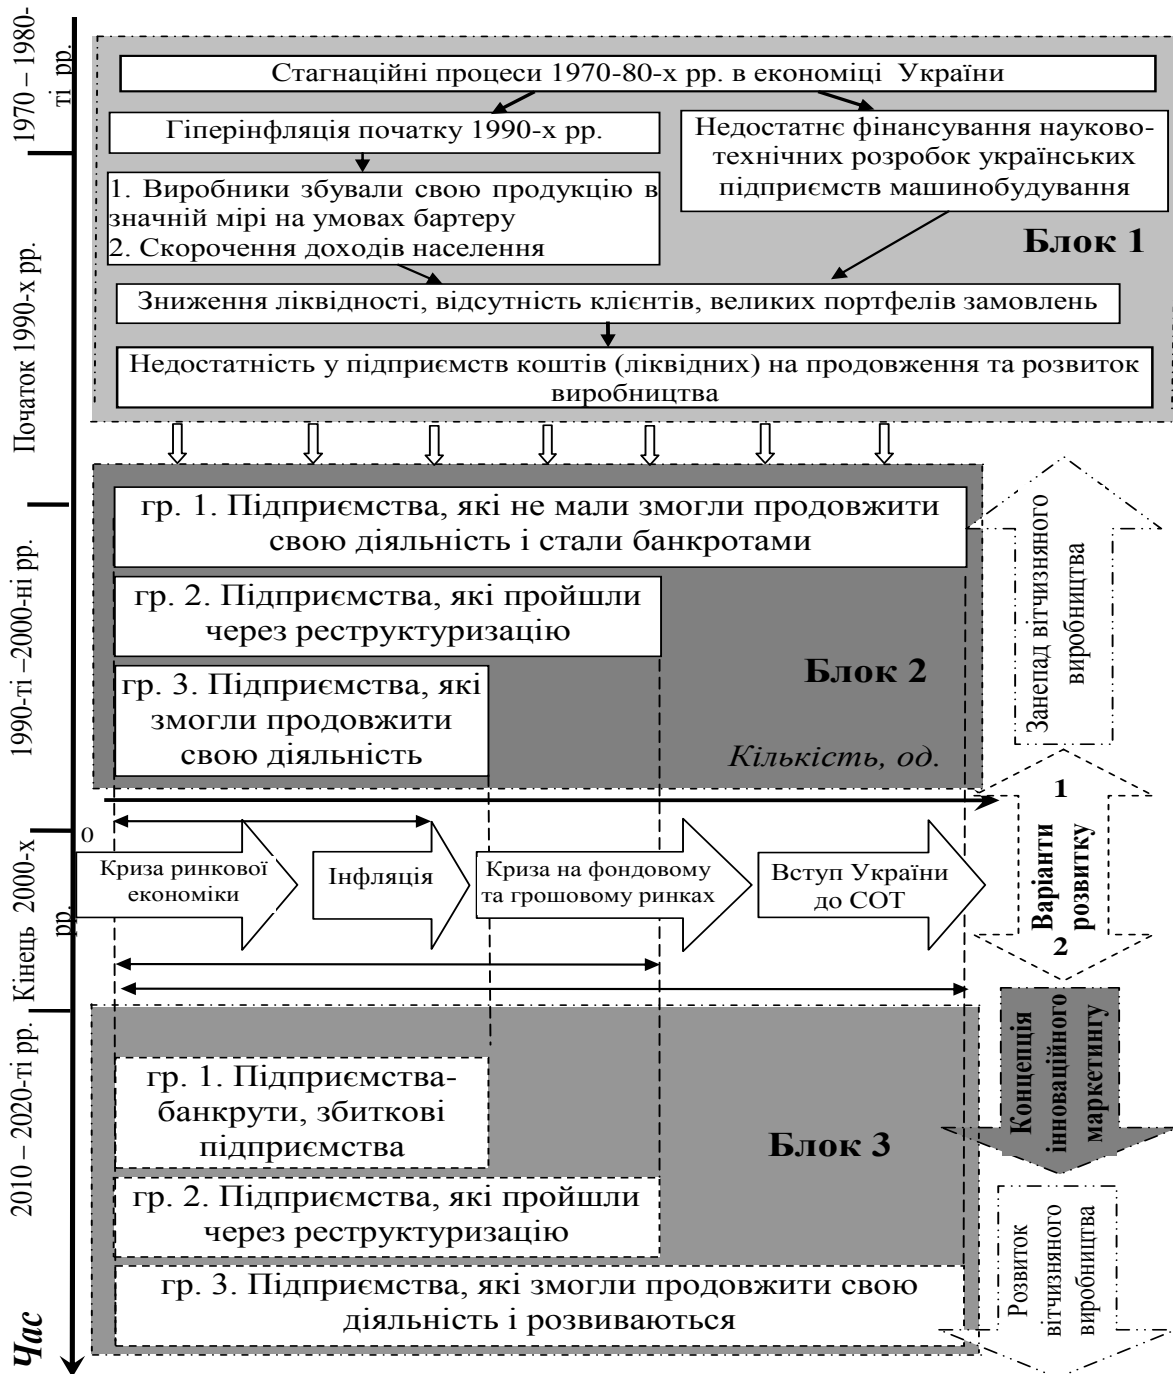 1970 – 1980-
ті рр.
Стагнаційні процеси 1970-80-х рр. в економіці України
Гіперінфляція початку 1990-х рр.
Недостатнє фінансування науково-
технічних розробок українських
підприємств машинобудування
1. Виробники збували свою продукцію в
значній мірі на умовах бартеру
2. Скорочення доходів населення
Блок 1
Початок 1990-х рр.
Зниження ліквідності, відсутність клієнтів, великих портфелів замовлень
Недостатність у підприємств коштів (ліквідних) на продовження та розвиток
виробництва
1990-ті –2000-ні рр.
гр. 1. Підприємства, які не мали змогли продовжити
свою діяльність і стали банкротами
гр. 2. Підприємства, які пройшли
через реструктуризацію
гр. 3. Підприємства, які
змогли продовжити
свою діяльність
Блок 2
Кількість, од.
Занепад вітчизняного
виробництва
0
Кінець 2000-х
рр.
Криза ринкової
економіки
Інфляція
Криза на фондовому
та грошовому ринках
Вступ України
до СОТ
1
Варіанти
розвитку
2
2010 – 2020-ті рр.
гр. 1. Підприємства-
банкрути, збиткові
підприємства
гр. 2. Підприємства, які пройшли
через реструктуризацію
гр. 3. Підприємства, які змогли продовжити свою
діяльність і розвиваються
Блок 3
Концепція
інноваційного
маркетингу
Розвиток
вітчизняного
виробництва
Час